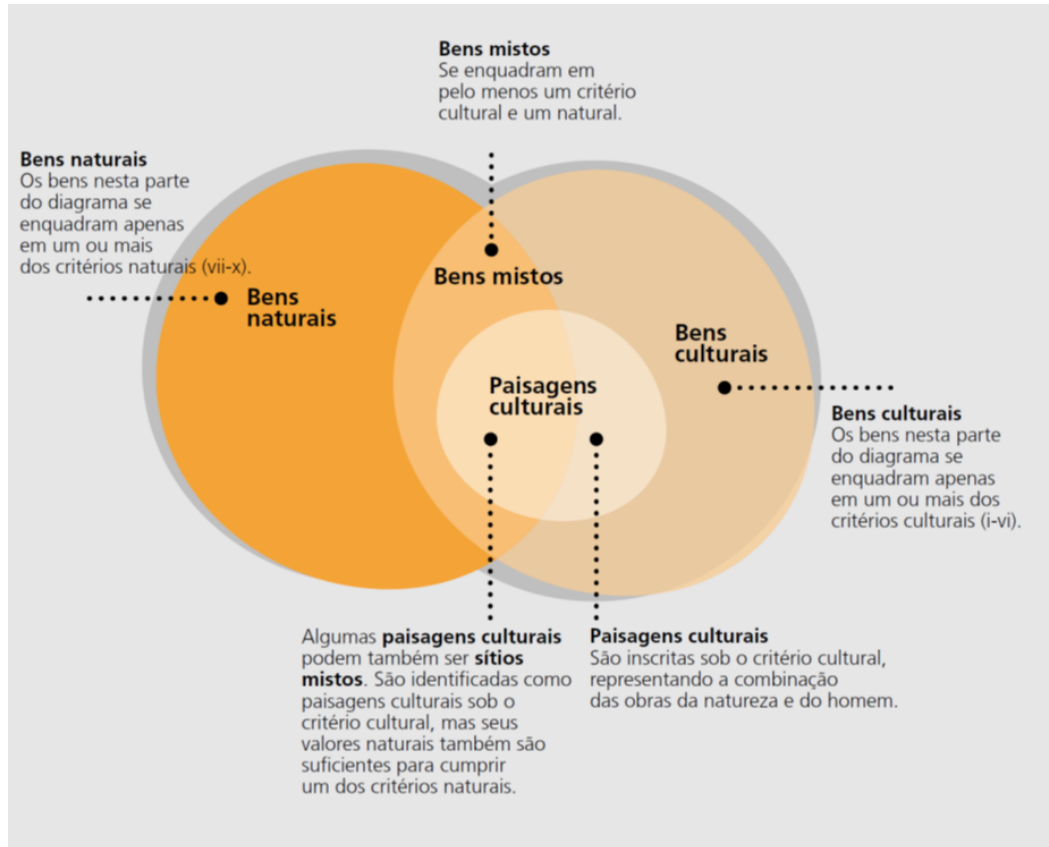 Bens mistos
Se enquadram em
pelo menos um critério
cultural e um natural.
Bens naturais
Os bens nesta parte
do diagrama se
enquadram apenas
em um ou mais
dos critérios naturais (vii-x).
Bens mistos
Bens
naturais
Bens
culturais
Paisagens
culturais
Bens culturais
Os bens nesta parte
do diagrama se
enquadram apenas
em um ou mais dos
critérios culturais (i-vi).
Algumas paisagens culturais
podem também ser sítios
mistos. São identificadas como
paisagens culturais sob o
critério cultural, mas seus
valores naturais também são
suficientes para cumprir
um dos critérios naturais.
Paisagens culturais
São inscritas sob o critério cultural,
representando a combinação
das obras da natureza e do homem.